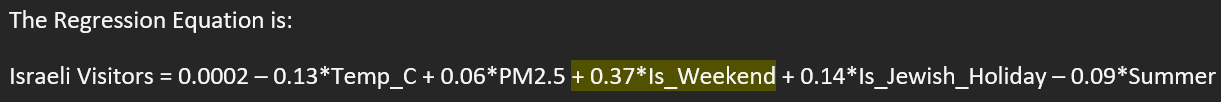 The Regression Equation is:
Israeli Visitors = 0.0002 – 0.13*Temp_C + 0.06*PM2.5 + 0.37*Is_Weekend + 0.14*Is_Jewish_Holiday – 0.09*Summer